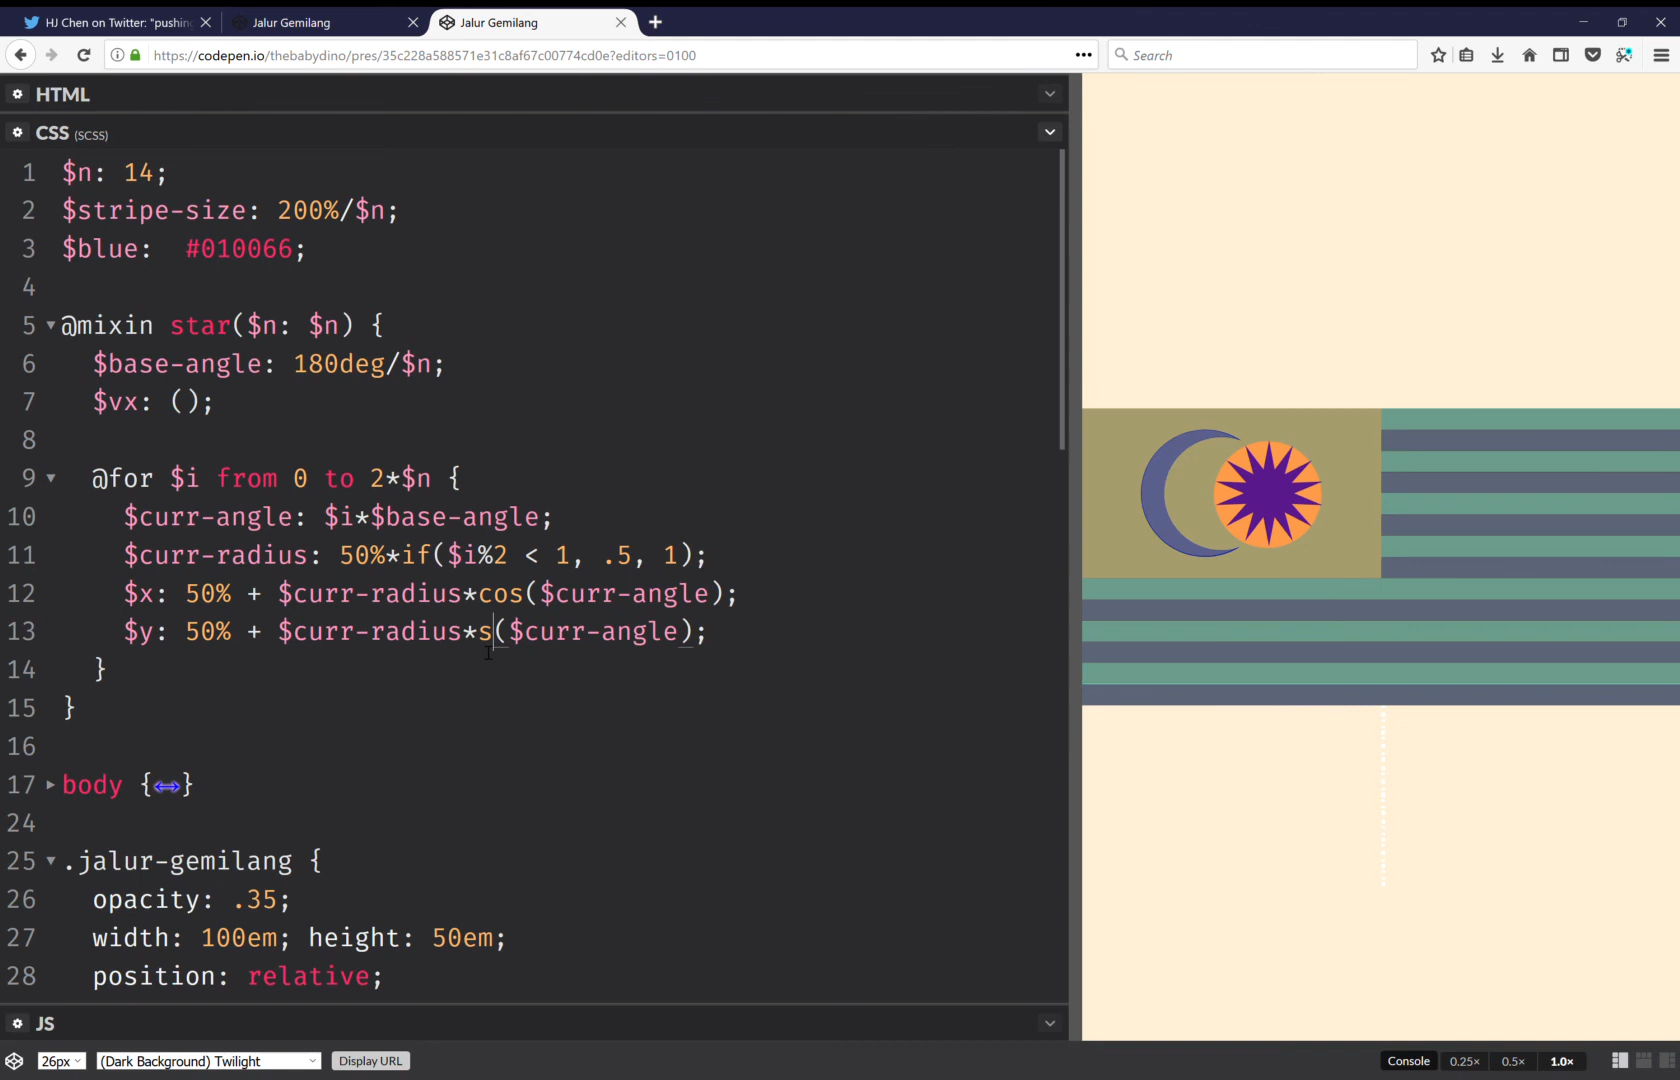 HJ Chen on Twitter: "pushin
Jalur Gemilang
Jalur Gemilang
https://codepen.io/thebabydino/pres/35c228a588571e31c8af67c00774cd0e?editors=0100
Search
HTML
CSS (SCSS)
1 $n: 14;
2 $stripe-size: 200%/$n;
3 $blue: #010066;
4
5 @mixin star($n: $n) {
6 $base-angle: 180deg/$n;
7 $vx: ();
8
9 @for $i from 0 to 2*$n {
10 $curr-angle: $i*$base-angle;
11 $curr-radius: 50%*if($i%2 < 1, .5, 1);
12 $x: 50% + $curr-radius*cos($curr-angle);
13 $y: 50% + $curr-radius*s($curr-angle);
14 }
15 }
16
17 body {↔}
24
25 .jalur-gemilang {
26 opacity: .35;
27 width: 100em; height: 50em;
28 position: relative;
JS
26px (Dark Background) Twilight Display URL Console 0.25× 0.5× 1.0×